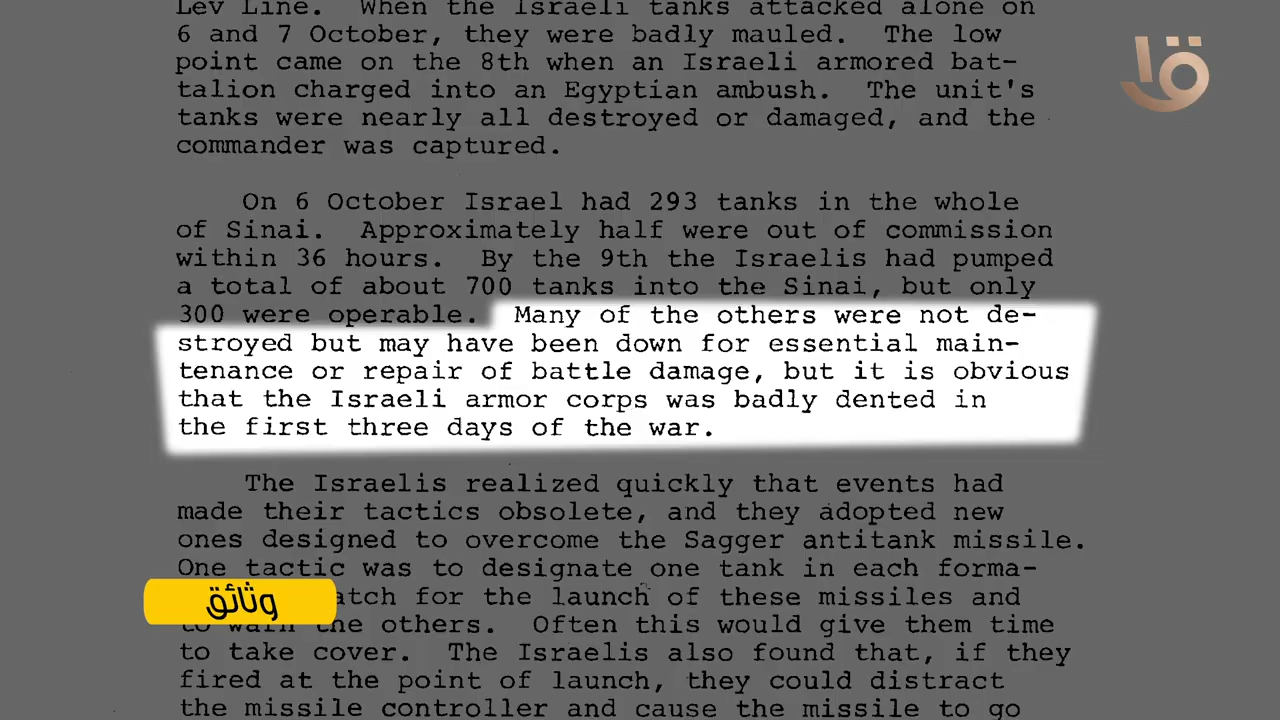 Lev Line. When the Israeli tanks attacked alone on
6 and 7 October, they were badly mauled. The low
point came on the 8th when an Israeli armored bat-
talion charged into an Egyptian ambush. The unit's
tanks were nearly all destroyed or damaged, and the
commander was captured.
On 6 October Israel had 293 tanks in the whole
of Sinai. Approximately half were out of commission
within 36 hours. By the 9th the Israelis had pumped
a total of about 700 tanks into the Sinai, but only
300 were operable. Many of the others were not de-
stroyed but may have been down for essential main-
tenance or repair of battle damage, but it is obvious
that the Israeli armor corps was badly dented in
the first three days of the war.
The Israelis realized quickly that events had
made their tactics obsolete, and they adopted new
ones designed to overcome the Sagger antitank missile.
One tactic was to designate one tank in each forma-
atch for the launch of these missiles and
to warn the others. Often this would give them time
to take cover. The Israelis also found that, if they
fired at the point of launch, they could distract
the missile controller and cause the missile to go
وثائق